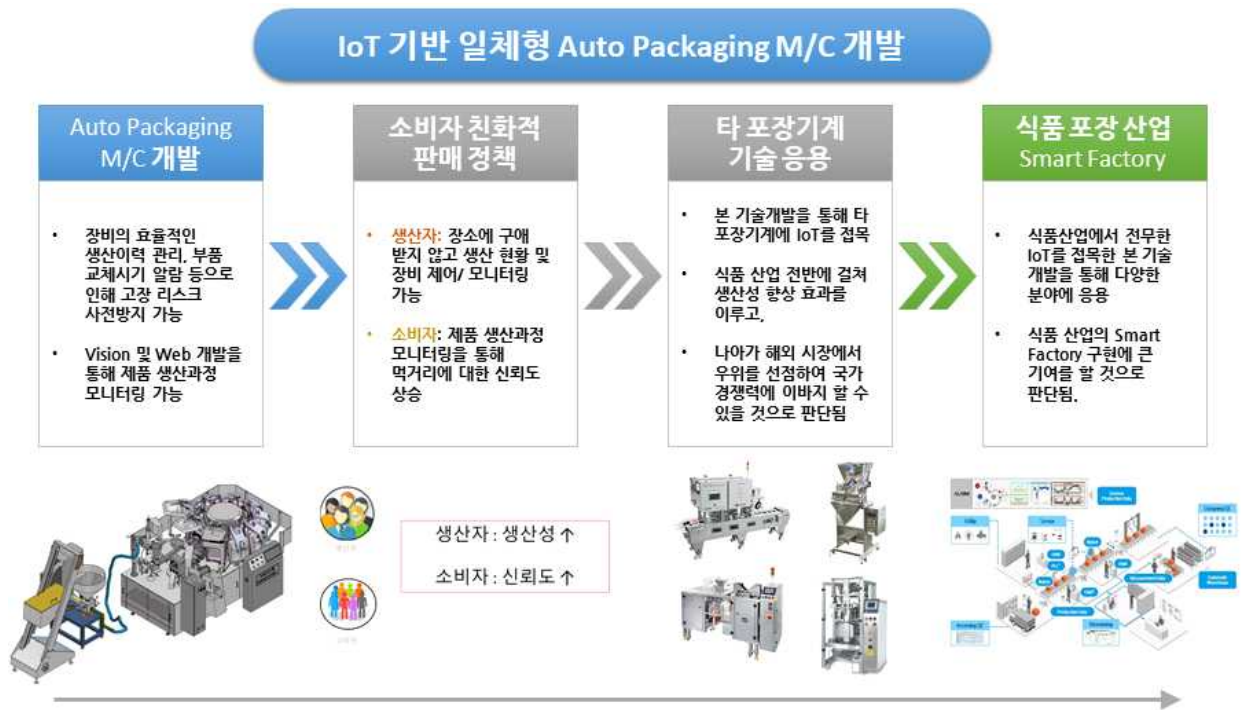 IoT 기반 일체형 Auto Packaging M/C 개발
Auto Packaging
M/C 개발
• 장비의 효율적인
생산이력 관리, 부품
교체시기 알람 등으로
인해 고장 리스크
사전방지 가능
• Vision 및 Web 개발을
통해 제품 생산과정
모니터링 가능
소비자 친화적
판매 정책
• 생산자: 장소에 구애
받지 않고 생산 현황 및
장비 제어/ 모니터링
가능
• 소비자: 제품 생산과정
모니터링을 통해
먹거리에 대한 신뢰도
상승
타 포장기계
기술 응용
• 본 기술개발을 통해 타
포장기계에 IoT를 접목
• 식품 산업 전반에 걸쳐
생산성 향상 효과를
이루고,
• 나아가 해외 시장에서
우위를 선점하여 국가
경쟁력에 이바지 할 수
있을 것으로 판단됨
식품 포장 산업
Smart Factory
• 식품산업에서 전무한
IoT를 접목한 본 기술
개발을 통해 다양한
분야에 응용
• 식품 산업의 Smart
Factory 구현에 큰
기여를 할 것으로
판단됨.
생산자 : 생산성 ↑
소비자 : 신뢰도 ↑